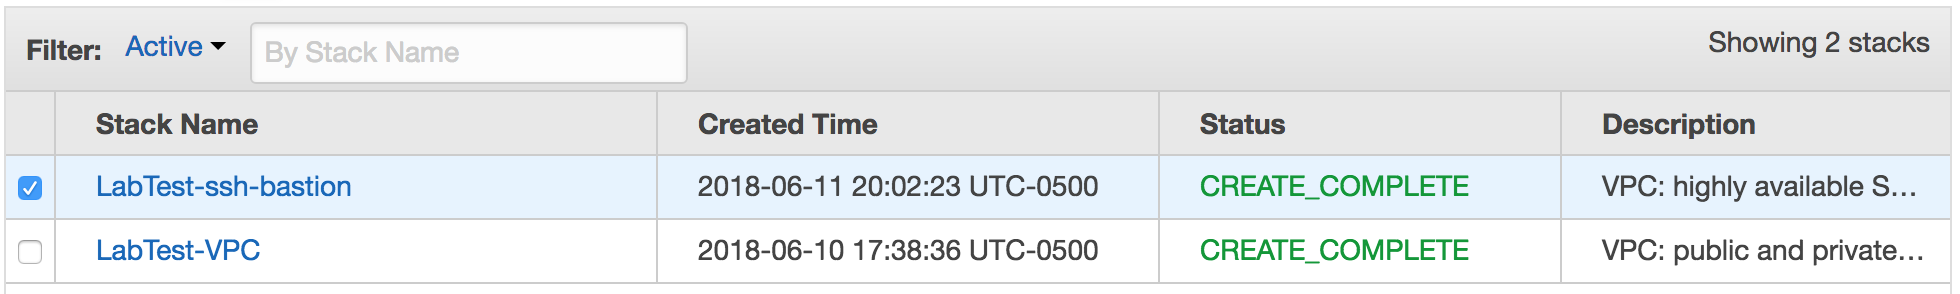 Filter: Active By Stack Name Showing 2 stacks
Stack Name Created Time Status Description
LabTest-ssh-bastion 2018-06-11 20:02:23 UTC-0500 CREATE_COMPLETE VPC: highly available S...
LabTest-VPC 2018-06-10 17:38:36 UTC-0500 CREATE_COMPLETE VPC: public and private...